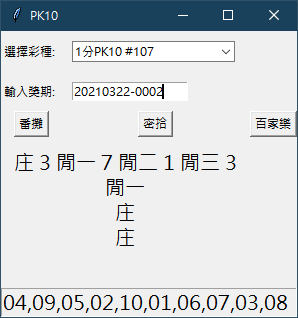 PK10
選擇彩種: 1分PK10 #107
輸入獎期: 20210322-0002
番攤 密拾 百家樂
庄 3 閒一 7 閒二 1 閒三 3
閒一
庄
庄
04,09,05,02,10,01,06,07,03,08